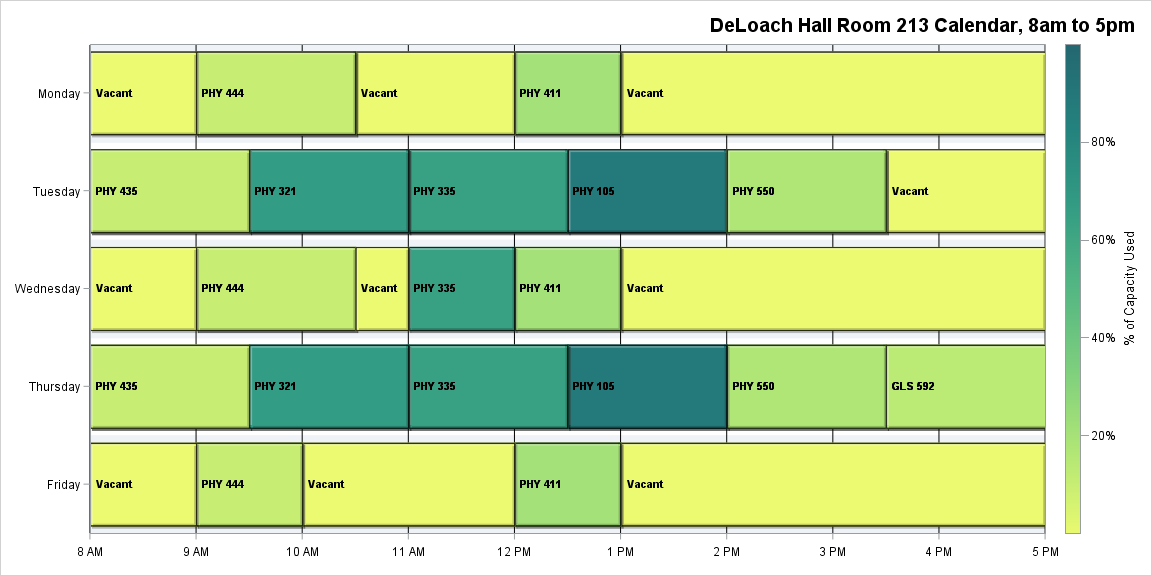 DeLoach Hall Room 213 Calendar, 8am to 5pm
Monday
Vacant
PHY 444
Vacant
PHY 411
Vacant
Tuesday
PHY 435
PHY 321
PHY 335
PHY 105
PHY 550
Vacant
Wednesday
Vacant
PHY 444
Vacant
PHY 335
PHY 411
Vacant
Thursday
PHY 435
PHY 321
PHY 335
PHY 105
PHY 550
GLS 592
Friday
Vacant
PHY 444
Vacant
PHY 411
Vacant
8 AM
9 AM
10 AM
11 AM
12 PM
1 PM
2 PM
3 PM
4 PM
5 PM
80%
60%
40%
20%
% of Capacity Used